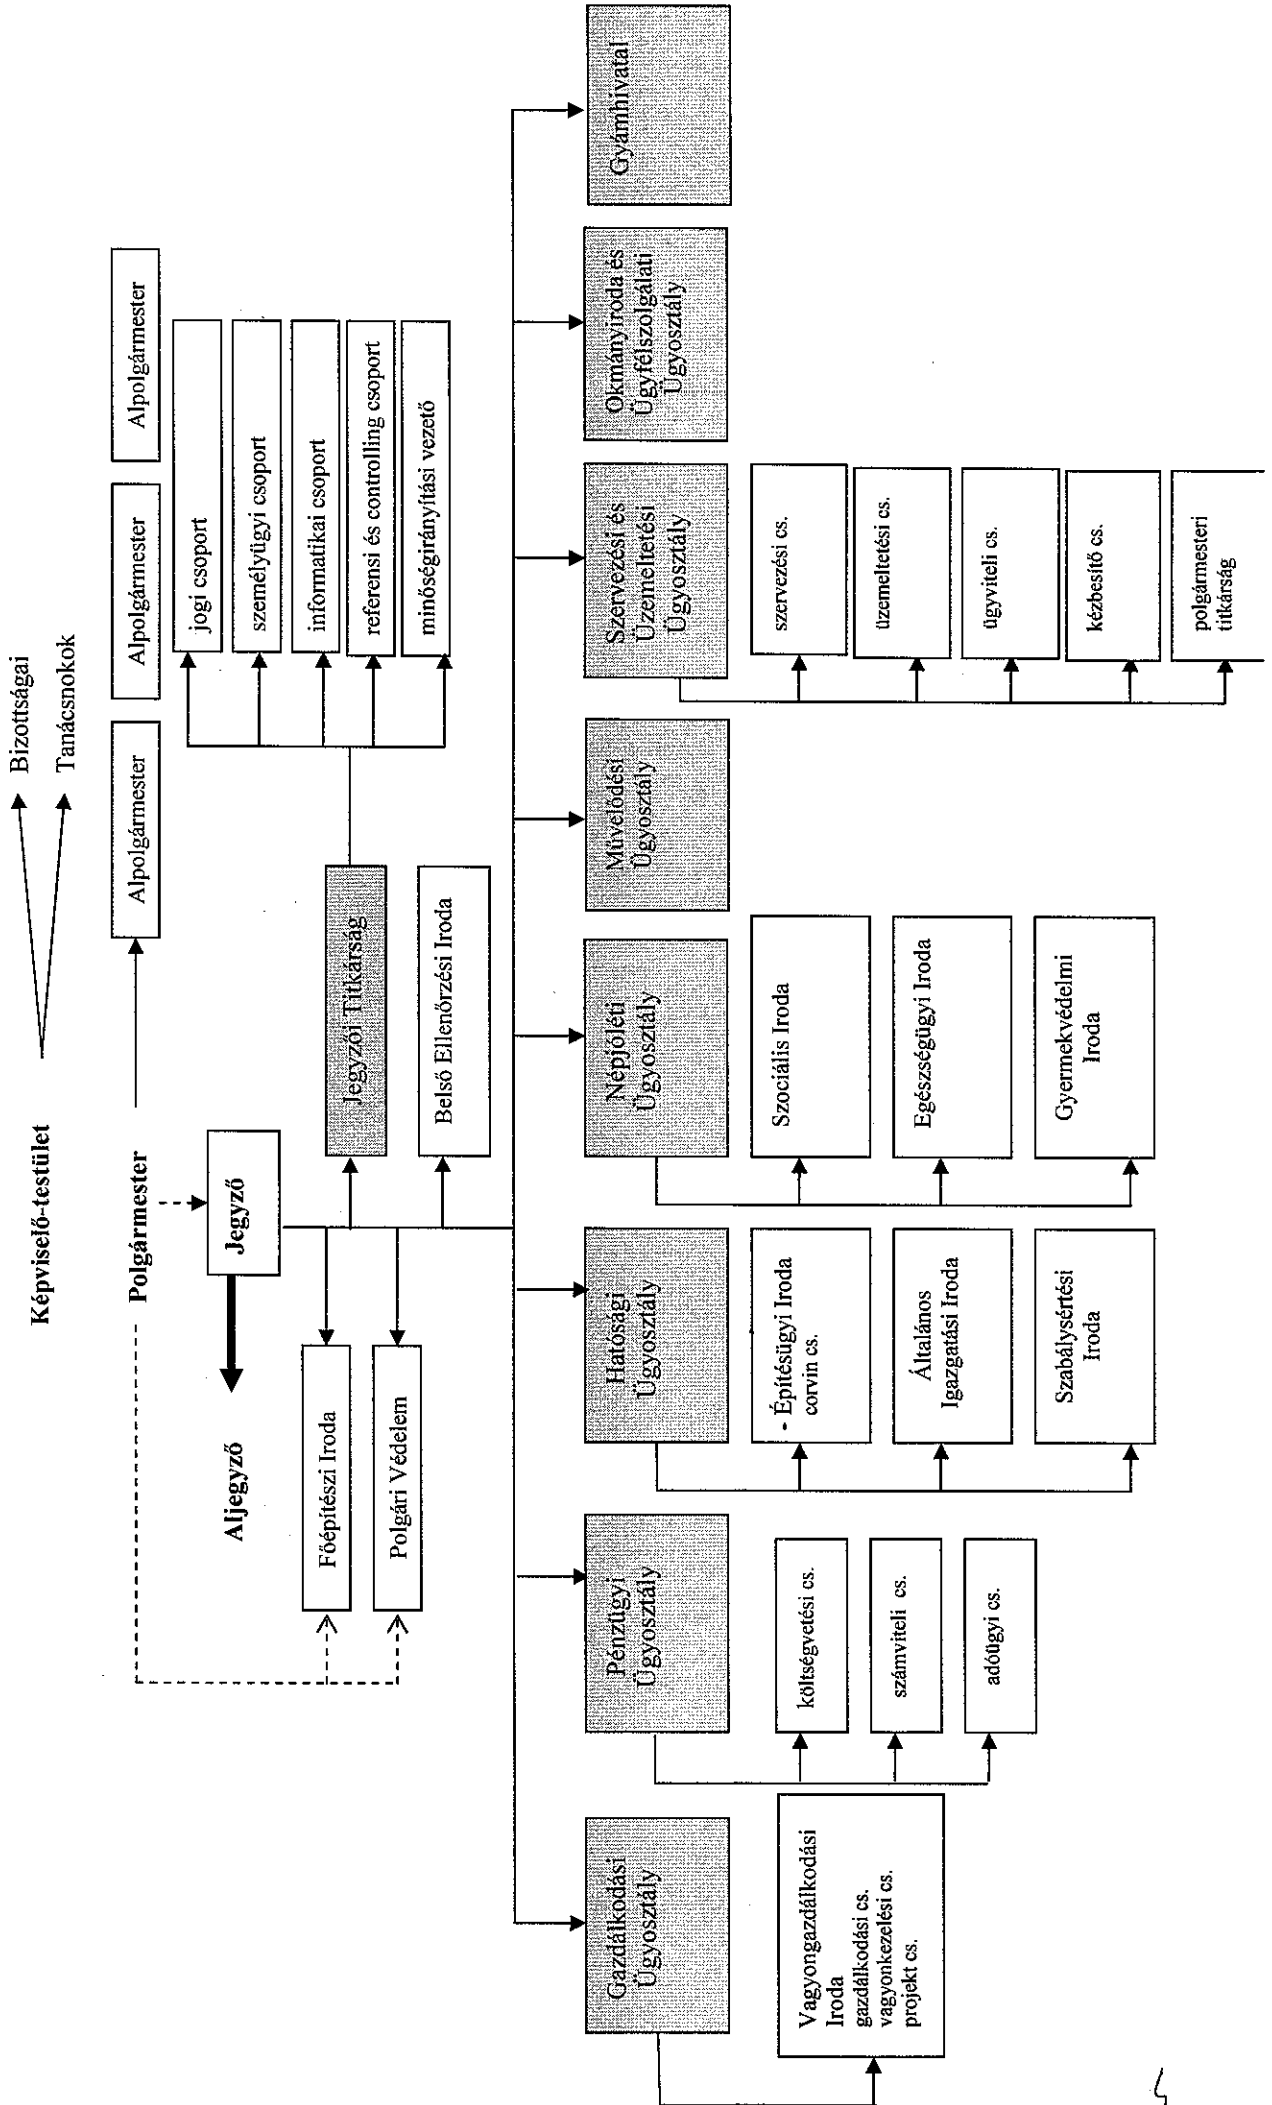 Képviselő-testület
Bizottságai
Tanácsnokok
Polgármester
Alpolgármester
Alpolgármester
Alpolgármester
Jegyző
Aljegyző
Főépítészi Iroda
Polgári Védelem
Jegyzői Titkárság
Belső Ellenőrzési Iroda
jogi csoport
személyügyi csoport
informatikai csoport
referensi és controlling csoport
minőségirányítási vezető
Gazdálkodási
Ügyosztály
Pénzügyi
Ügyosztály
Hatósági
Ügyosztály
Népjóléti
Ügyosztály
Művelődési
Ügyosztály
Szervezési és
Üzemeltetési
Ügyosztály
Okmányiroda és
Ügyfélszolgálati
Ügyosztály
Gyámhivatal
Vagyongazdálkodási
Iroda
gazdálkodási cs.
vagyonkezelési cs.
projekt cs.
költségvetési cs.
számviteli cs.
adóügyi cs.
- Építésügyi Iroda
corvin cs.
Általános
Igazgatási Iroda
Szabálysértési
Iroda
Szociális Iroda
Egészségügyi Iroda
Gyermekvédelmi
Iroda
szervezési cs.
üzemeltetési cs.
ügyviteli cs.
kézbesítő cs.
polgármesteri
titkárság